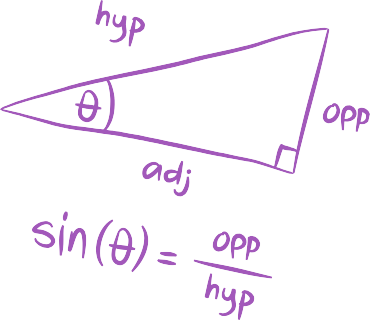 hyp
θ
opp
adj
sin(θ) = opp/hyp